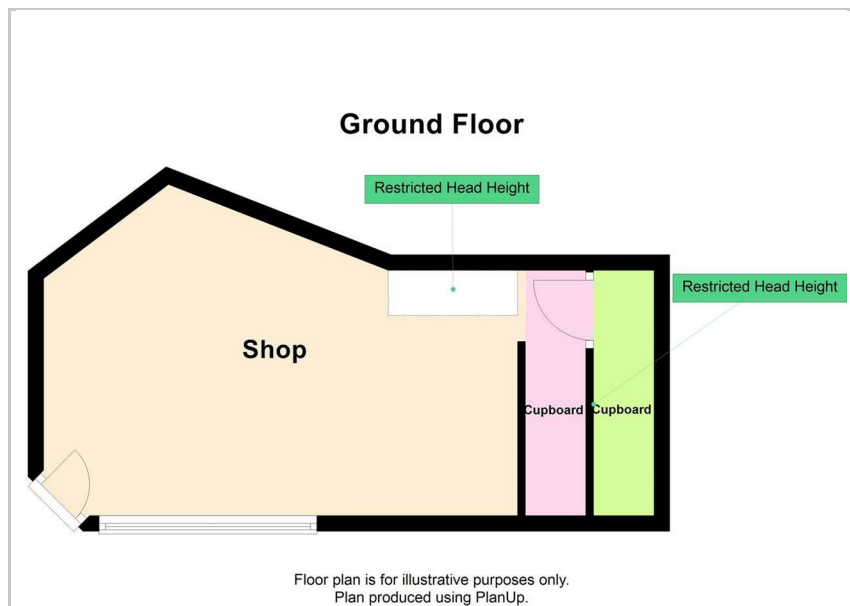 Ground Floor
Restricted Head Height
Restricted Head Height
Shop
Cupboard
Cupboard
Floor plan is for illustrative purposes only.
Plan produced using PlanUp.